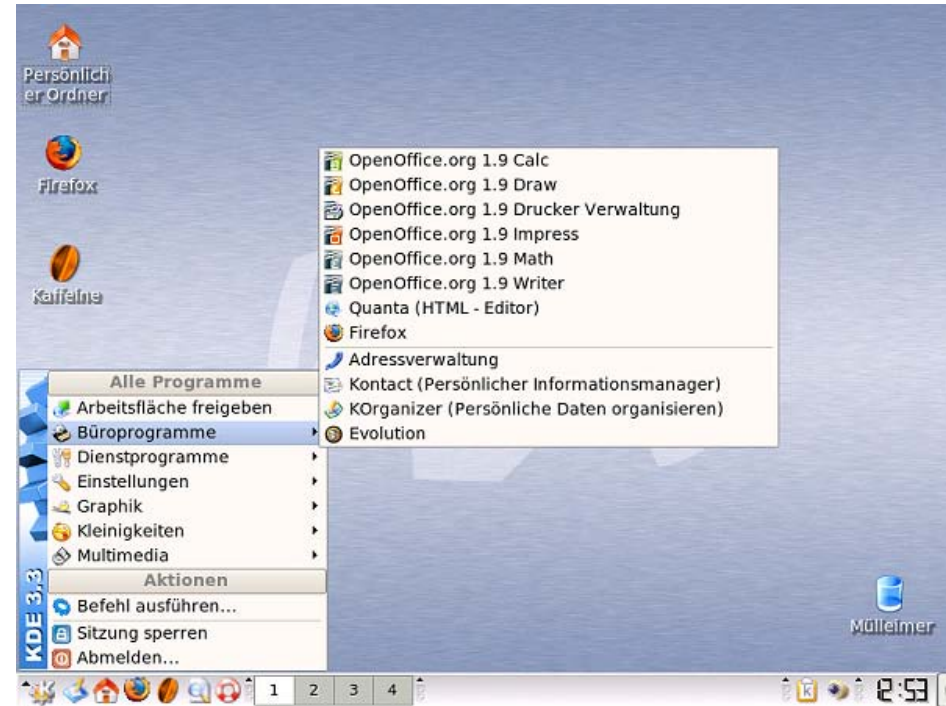 Persönlich
er Ordner
Firefox
Kaffeine
OpenOffice.org 1.9 Calc
OpenOffice.org 1.9 Draw
OpenOffice.org 1.9 Drucker Verwaltung
OpenOffice.org 1.9 Impress
OpenOffice.org 1.9 Math
OpenOffice.org 1.9 Writer
Quanta (HTML - Editor)
Firefox
Adressverwaltung
Kontact (Persönlicher Informationsmanager)
KOrganizer (Persönliche Daten organisieren)
Evolution
Alle Programme
Arbeitsfläche freigeben
Büroprogramme
Dienstprogramme
Einstellungen
Graphik
Kleinigkeiten
Multimedia
Aktionen
Befehl ausführen...
Sitzung sperren
Abmelden...
KDE 3.3
Mülleimer
1 2 3 4
12:53